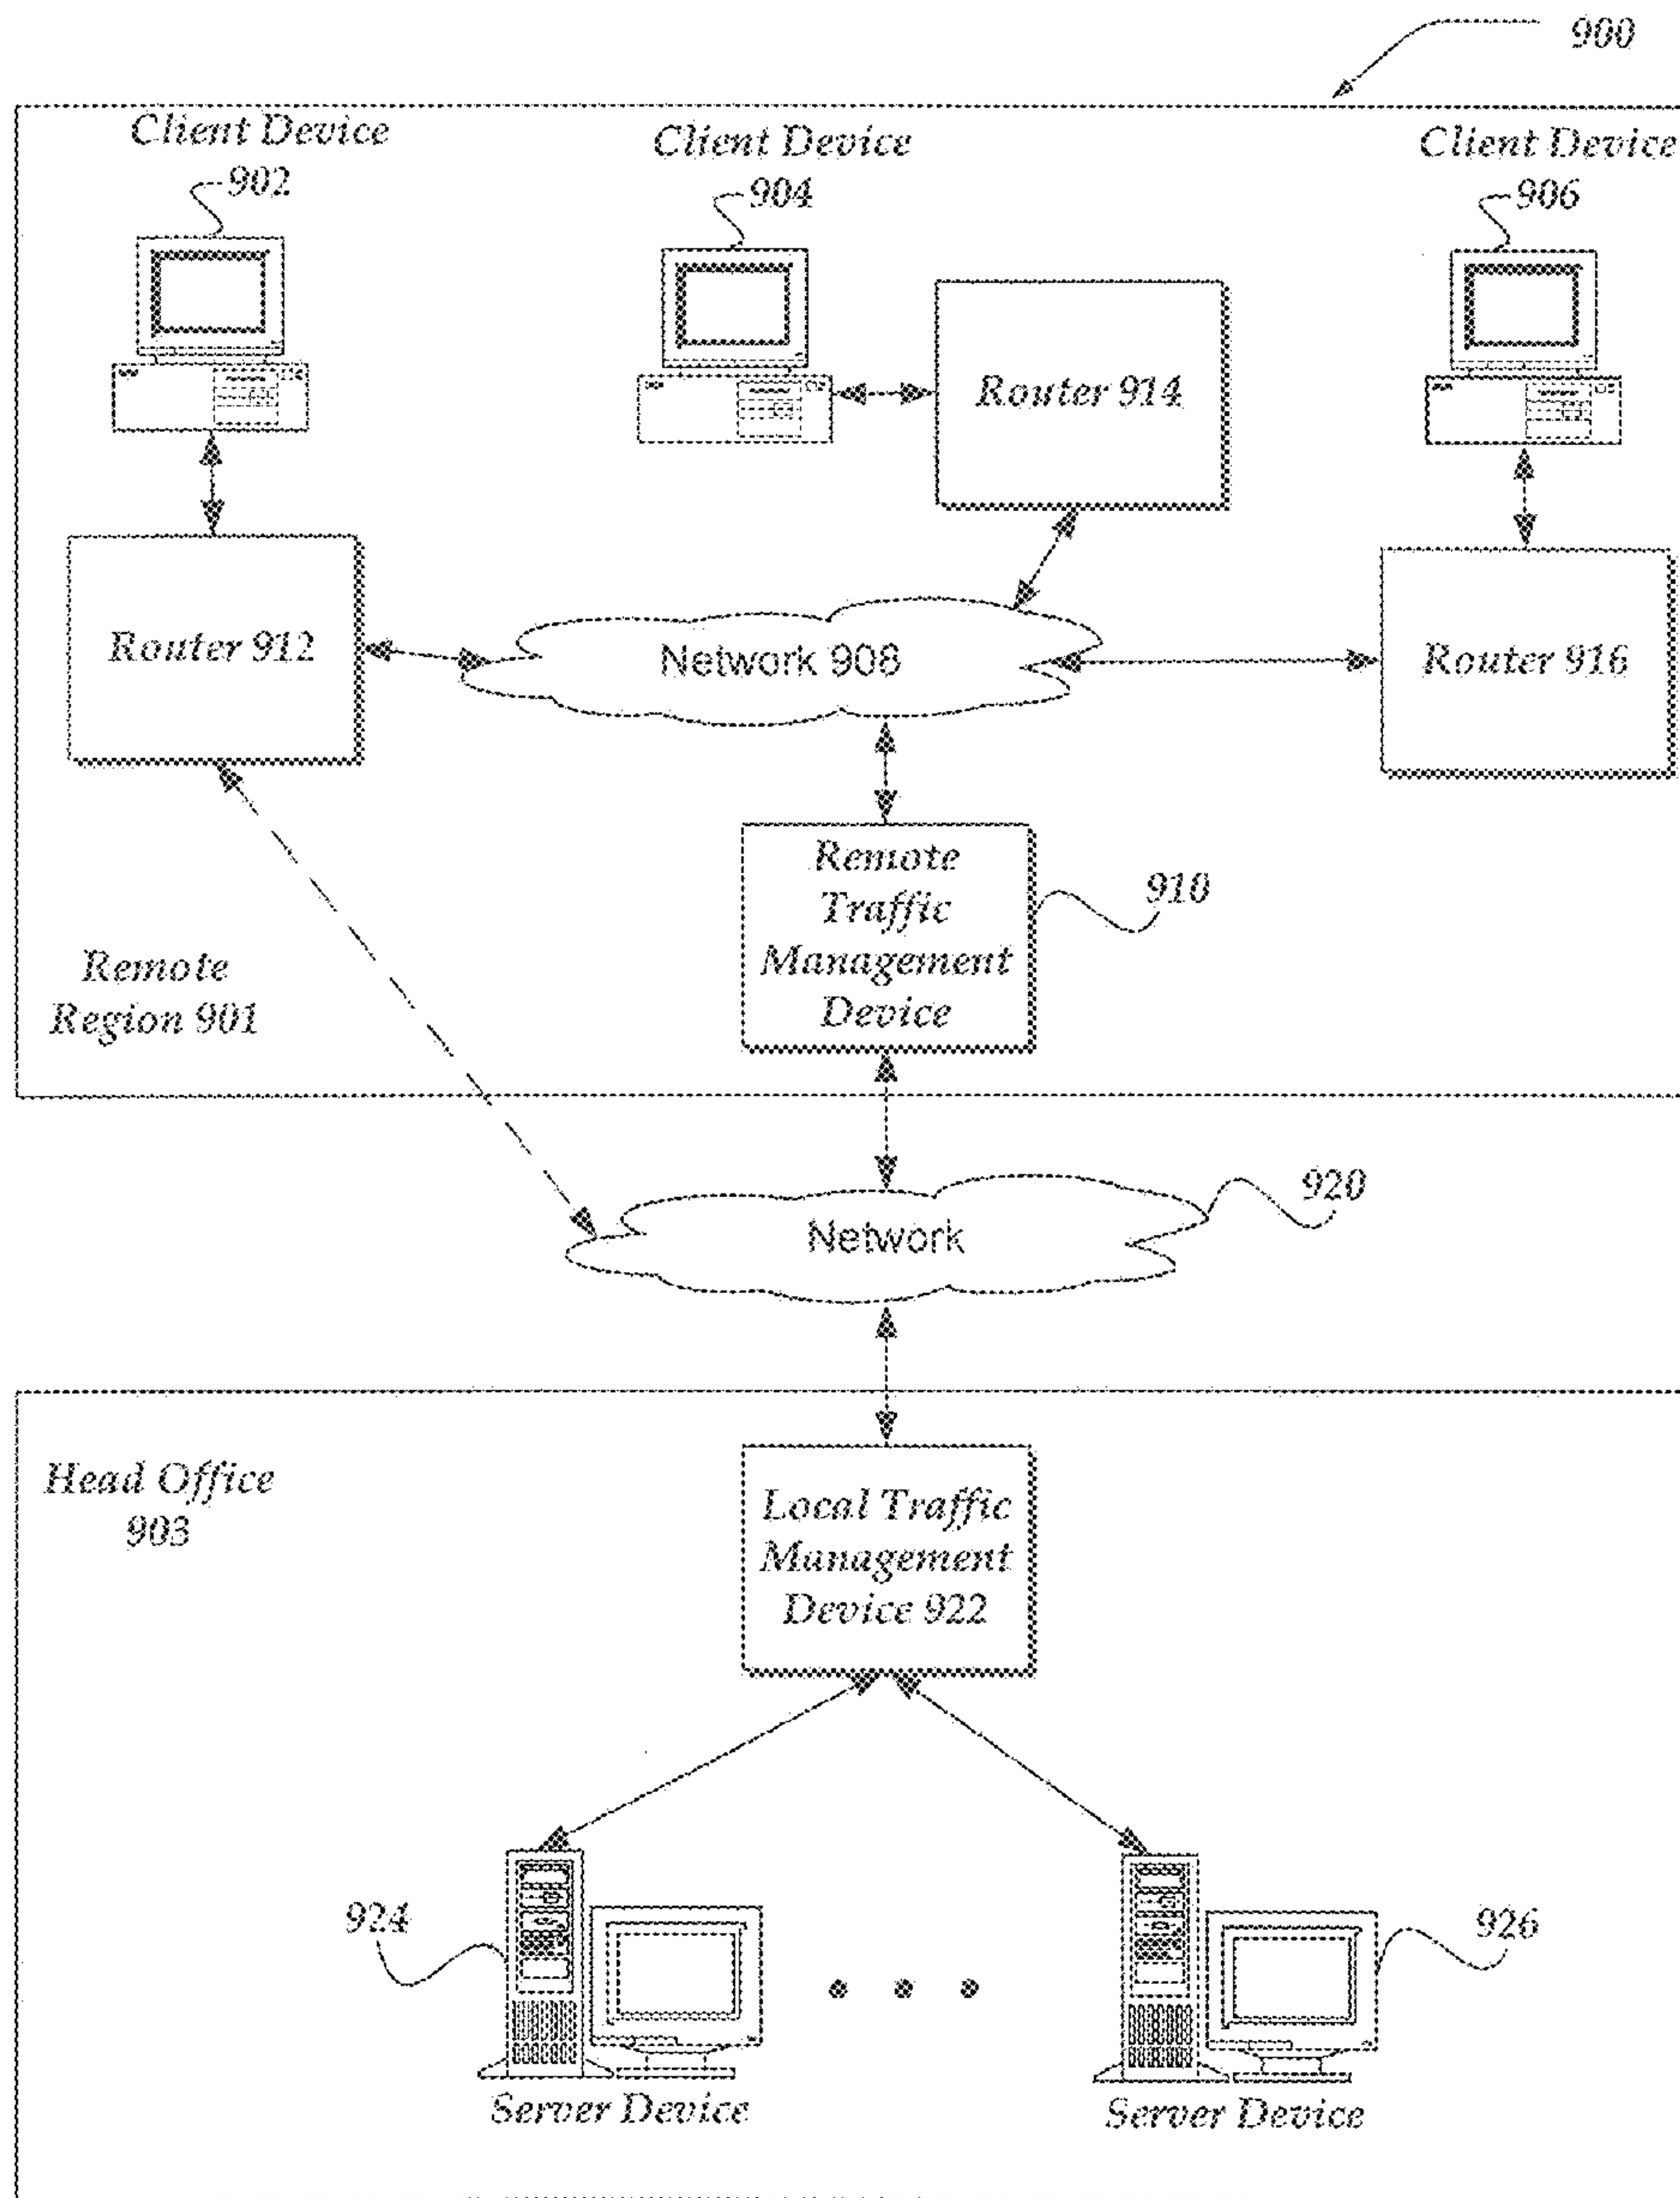 900
Client Device
902
Client Device
904
Client Device
906
Router 914
Router 912
Network 908
Router 916
Remote
Traffic
Management
Device
910
Remote
Region 901
920
Network
Head Office
903
Local Traffic
Management
Device 922
924
926
Server Device
Server Device